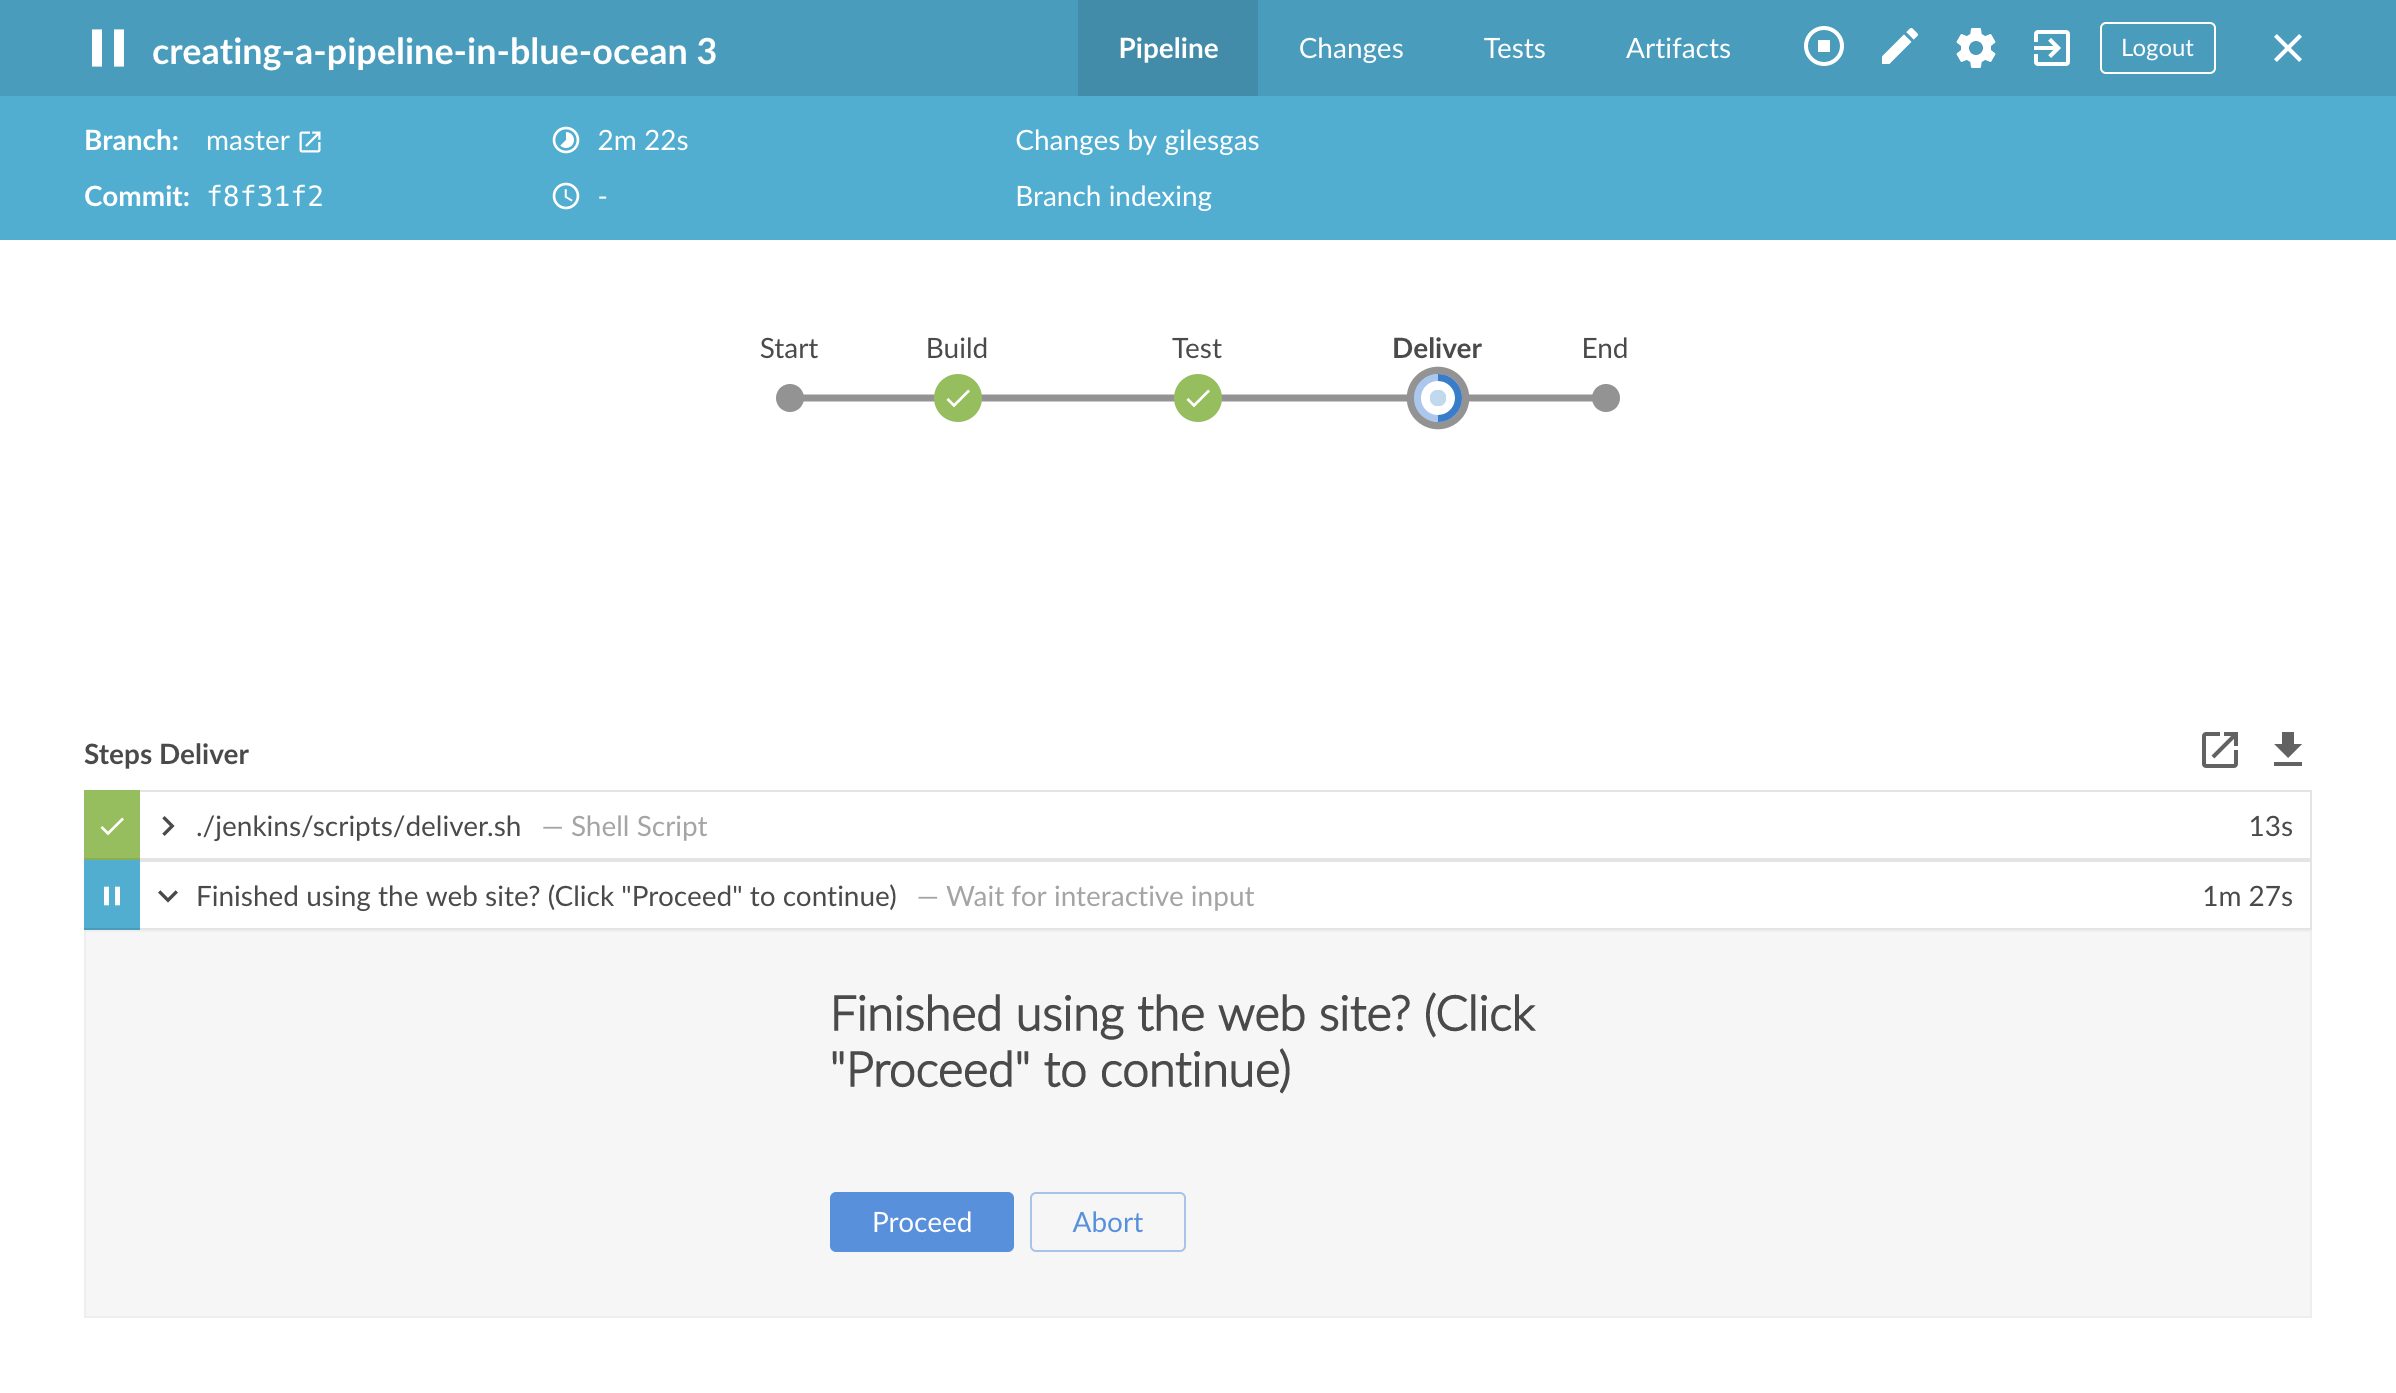 creating-a-pipeline-in-blue-ocean 3
Pipeline
Changes
Tests
Artifacts
Logout
Branch: master
2m 22s
Changes by gilesgas
Commit: f8f31f2
-
Branch indexing
Start
Build
Test
Deliver
End
Steps Deliver
./jenkins/scripts/deliver.sh — Shell Script
13s
Finished using the web site? (Click "Proceed" to continue) — Wait for interactive input
1m 27s
Finished using the web site? (Click
"Proceed" to continue)
Proceed
Abort